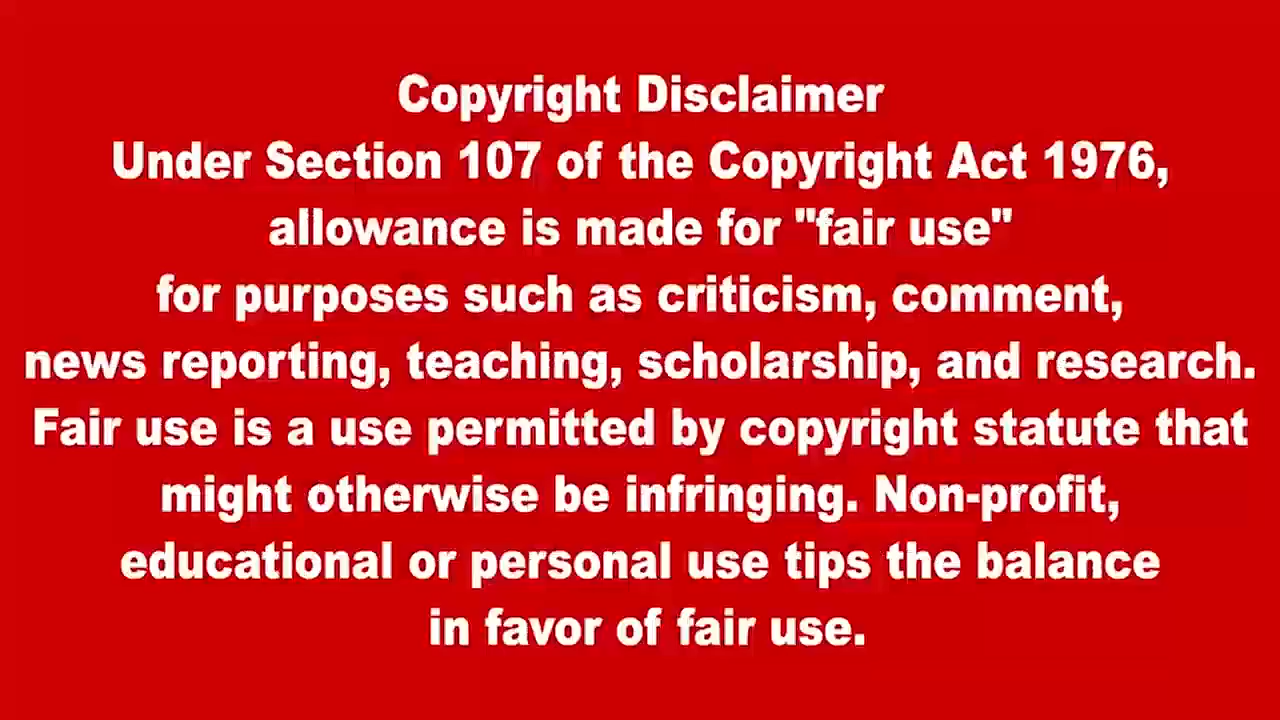 Copyright Disclaimer
Under Section 107 of the Copyright Act 1976,
allowance is made for "fair use"
for purposes such as criticism, comment,
news reporting, teaching, scholarship, and research.
Fair use is a use permitted by copyright statute that
might otherwise be infringing. Non-profit,
educational or personal use tips the balance
in favor of fair use.